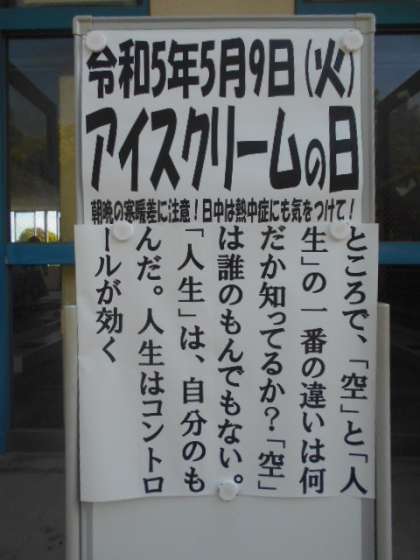 令和5年5月9日(火)
アイスクリームの日
朝晩の寒暖差に注意!日中は熱中症にも気をつけて!
ところで、「空」と「人
生」の一番の違いは何
だか知ってるか?「空」
は誰のもんでもない。
「人生」は、自分のも
んだ。人生はコントロ
ールが効く